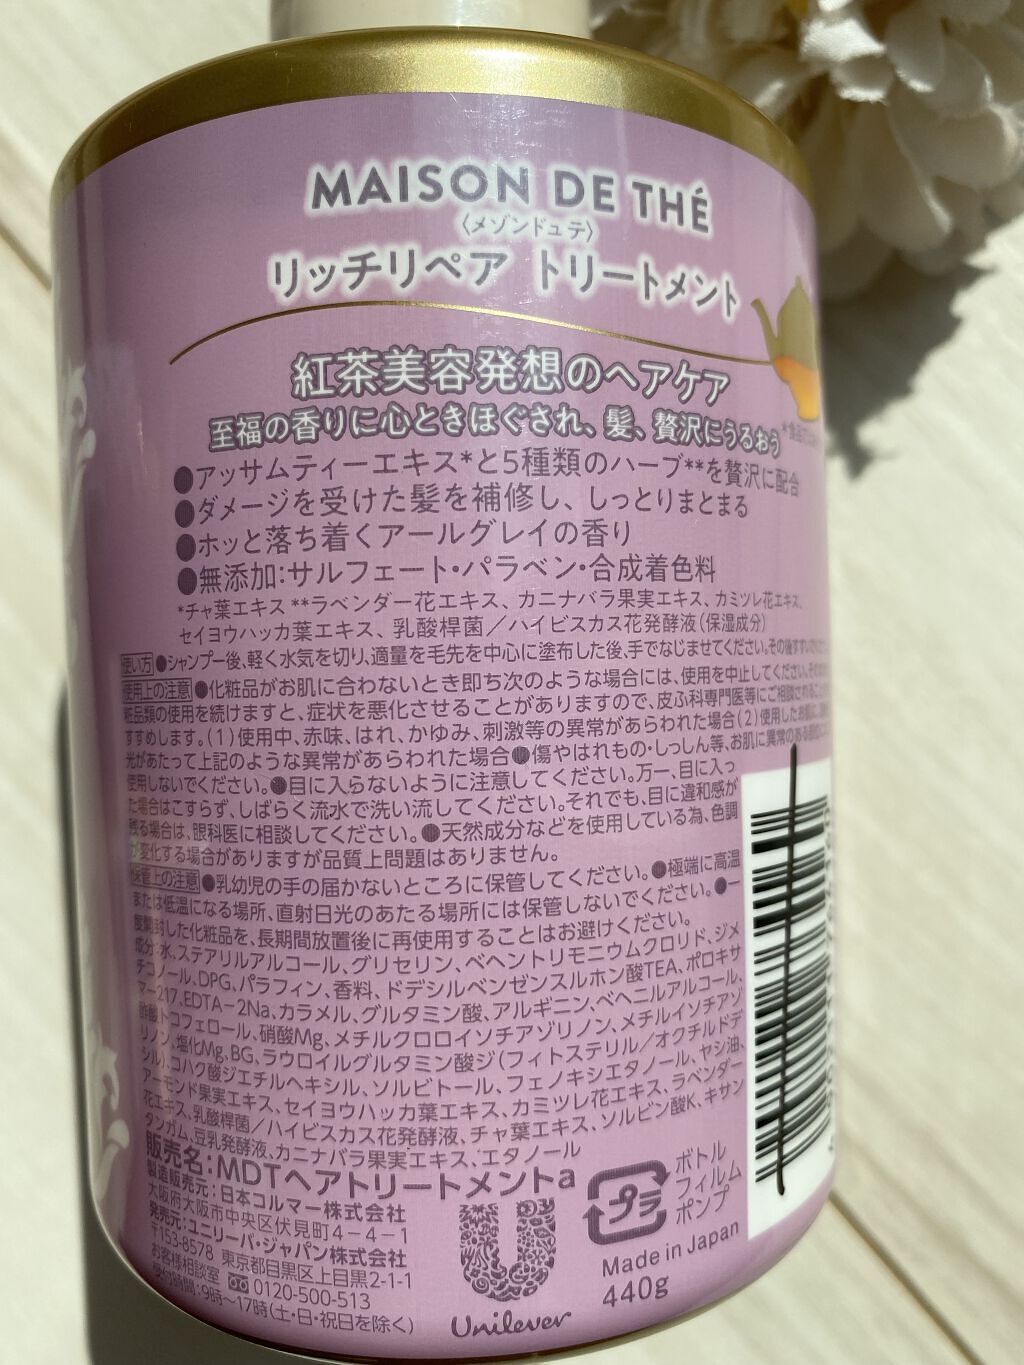 MAISON DE THÉ
〈メゾンドュテ〉
リッチリペア トリートメント
紅茶美容発想のヘアケア
至福の香りに心ときほぐされ、髪、贅沢にうるおう
●アッサムティーエキス*と5種類のハーブ**を贅沢に配合
●ダメージを受けた髪を補修し、しっとりまとまる
●ホッと落ち着くアールグレイの香り
●無添加:サルフェート・パラベン・合成着色料
*チャ葉エキス **ラベンダー花エキス、カニナバラ果実エキス、カミツレ花エキス、
セイヨウハッカ葉エキス、乳酸桿菌／ハイビスカス花発酵液(保湿成分)
使い方●シャンプー後、軽く水気を切り、適量を毛先を中心に塗布した後、手でなじませてください。
使用上の注意●化粧品がお肌に合わないとき即ち次のような場合には、使用を中止してください。
粧品類の使用を続けますと、症状を悪化させることがありますので、皮ふ科専門医等にご相談される
すすめします。(1)使用中、赤味、はれ、かゆみ、刺激等の異常があらわれた場合(2)使用したお肌に
光があたって上記のような異常があらわれた場合●傷やはれもの・しっしん等、お肌に異常のある
使用しないでください。●目に入らないように注意してください。万一、目に入っ
た場合はこすらず、しばらく流水で洗い流してください。それでも、目に違和感が
残る場合は、眼科医に相談してください。●天然成分などを使用している為、色調
が変化する場合がありますが品質上問題はありません。
保管上の注意●乳幼児の手の届かないところに保管してください。●極端に高温
または低温になる場所、直射日光のあたる場所には保管しないでください。●一
度開封した化粧品を、長期間放置後に再使用することはお避けください。
成分:水、ステアリルアルコール、グリセリン、ベヘントリモニウムクロリド、ジメ
チコノール、DPG、パラフィン、香料、ドデシルベンゼンスルホン酸TEA、ポロキサ
マー217、EDTA-2Na、カラメル、グルタミン酸、アルギニン、ベヘニルアルコール、
酢酸トコフェロール、硝酸Mg、メチルクロロイソチアゾリノン、メチルイソチアゾ
リノン、塩化Mg、BG、ラウロイルグルタミン酸ジ(フィトステリル／オクチルドデ
シル)、コハク酸ジエチルヘキシル、ソルビトール、フェノキシエタノール、ヤシ油、
アーモンド果実エキス、セイヨウハッカ葉エキス、カミツレ花エキス、ラベンダー
花エキス、乳酸桿菌／ハイビスカス花発酵液、チャ葉エキス、ソルビン酸K、キサン
タンガム、豆乳発酵液、カニナバラ果実エキス、エタノール
販売名:MDTヘアトリートメントa
製造販売元:日本コルマー株式会社
大阪府大阪市中央区伏見町4-4-1
発売元:ユニリーバ・ジャパン株式会社
〒153-8578 東京都目黒区上目黒2-1-1
お客様相談室 0120-500-513
受付時間:9時〜17時(土・日・祝日を除く)
Unilever
プラ
ボトル
フィルム
ポンプ
Made in Japan
440g